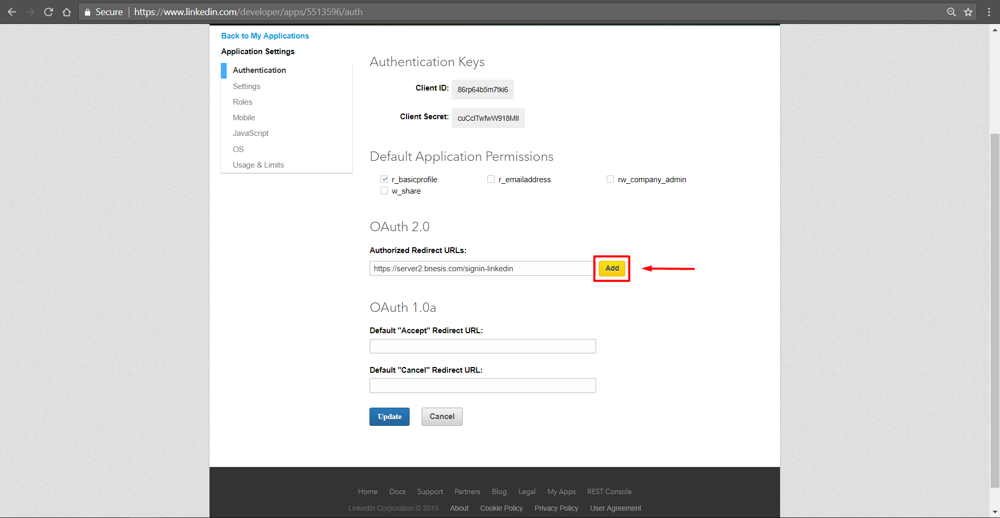 Secure https://www.linkedin.com/developer/apps/5513596/auth
Back to My Applications
Application Settings
Authentication
Settings
Roles
Mobile
JavaScript
OS
Usage & Limits
Authentication Keys
Client ID: 86rp64b5m7tki6
Client Secret: cuCclTwfwW918MIl
Default Application Permissions
r_basicprofile r_emailaddress rw_company_admin
w_share
OAuth 2.0
Authorized Redirect URLs:
https://server2.bnesis.com/signin-linkedin Add
OAuth 1.0a
Default "Accept" Redirect URL:
Default "Cancel" Redirect URL:
Update Cancel
Home Docs Support Partners Blog Legal My Apps REST Console
LinkedIn Corporation © 2015 About Cookie Policy Privacy Policy User Agreement